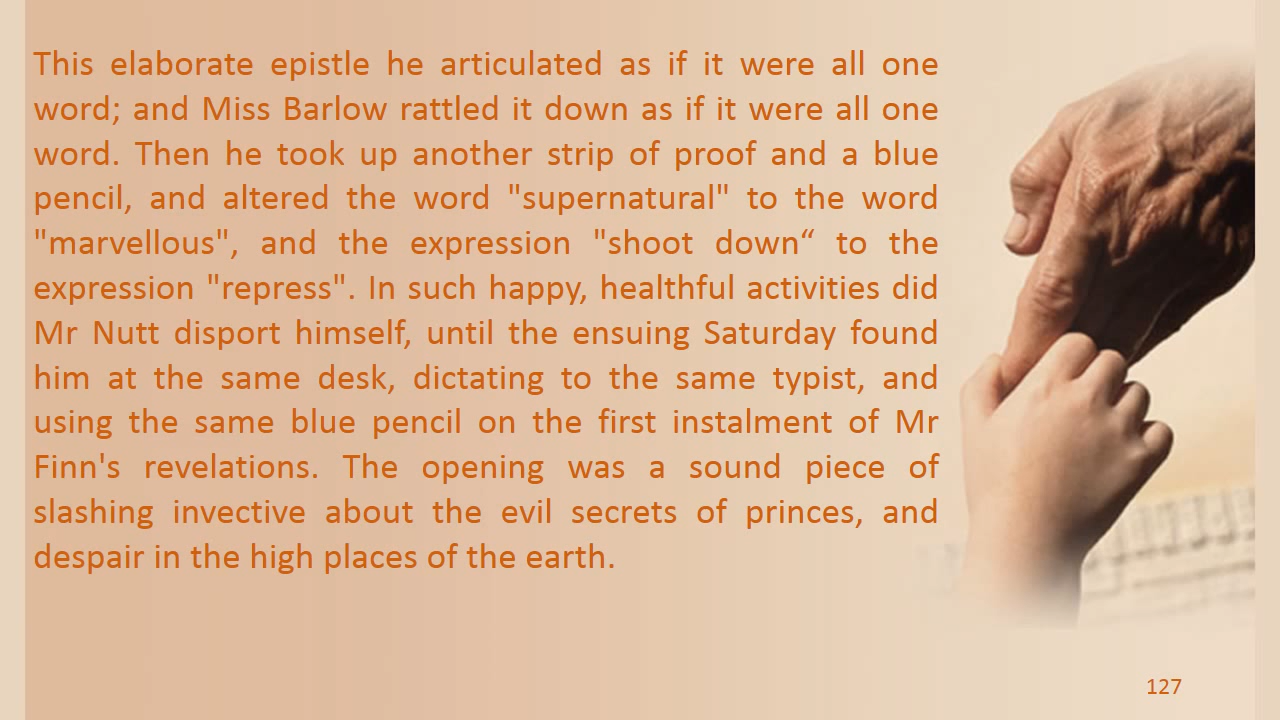 This elaborate epistle he articulated as if it were all one
word; and Miss Barlow rattled it down as if it were all one
word. Then he took up another strip of proof and a blue
pencil, and altered the word "supernatural" to the word
"marvellous", and the expression "shoot down“ to the
expression "repress". In such happy, healthful activities did
Mr Nutt disport himself, until the ensuing Saturday found
him at the same desk, dictating to the same typist, and
using the same blue pencil on the first instalment of Mr
Finn's revelations. The opening was a sound piece of
slashing invective about the evil secrets of princes, and
despair in the high places of the earth.
127